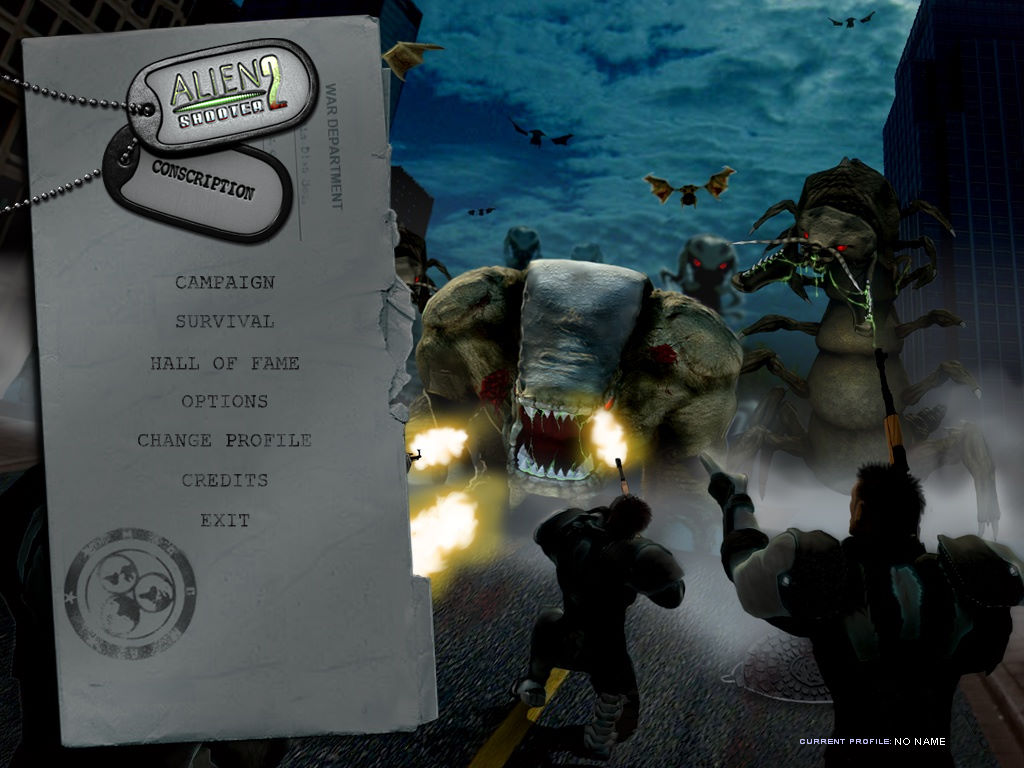 ALIEN 2
SHOOTER
CONSCRIPTION
WAR DEPARTMENT
CAMPAIGN
SURVIVAL
HALL OF FAME
OPTIONS
CHANGE PROFILE
CREDITS
EXIT
CURRENT PROFILE: NO NAME